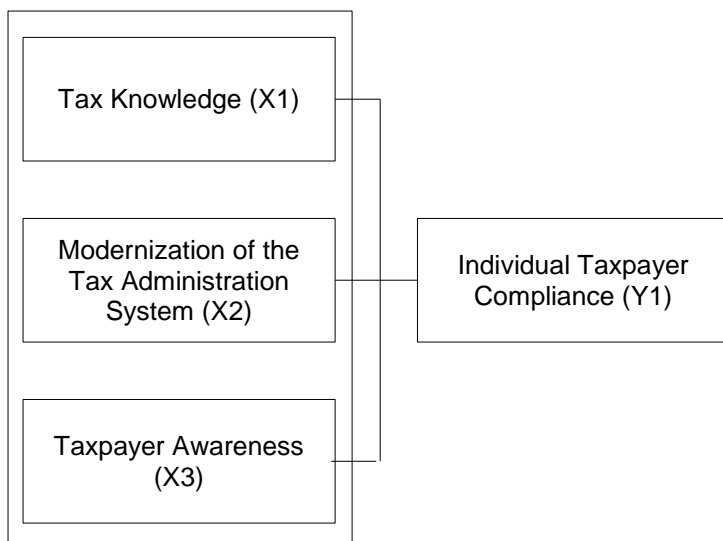 Tax Knowledge (X1)
Modernization of the
Tax Administration
System (X2)
Individual Taxpayer
Compliance (Y1)
Taxpayer Awareness
(X3)